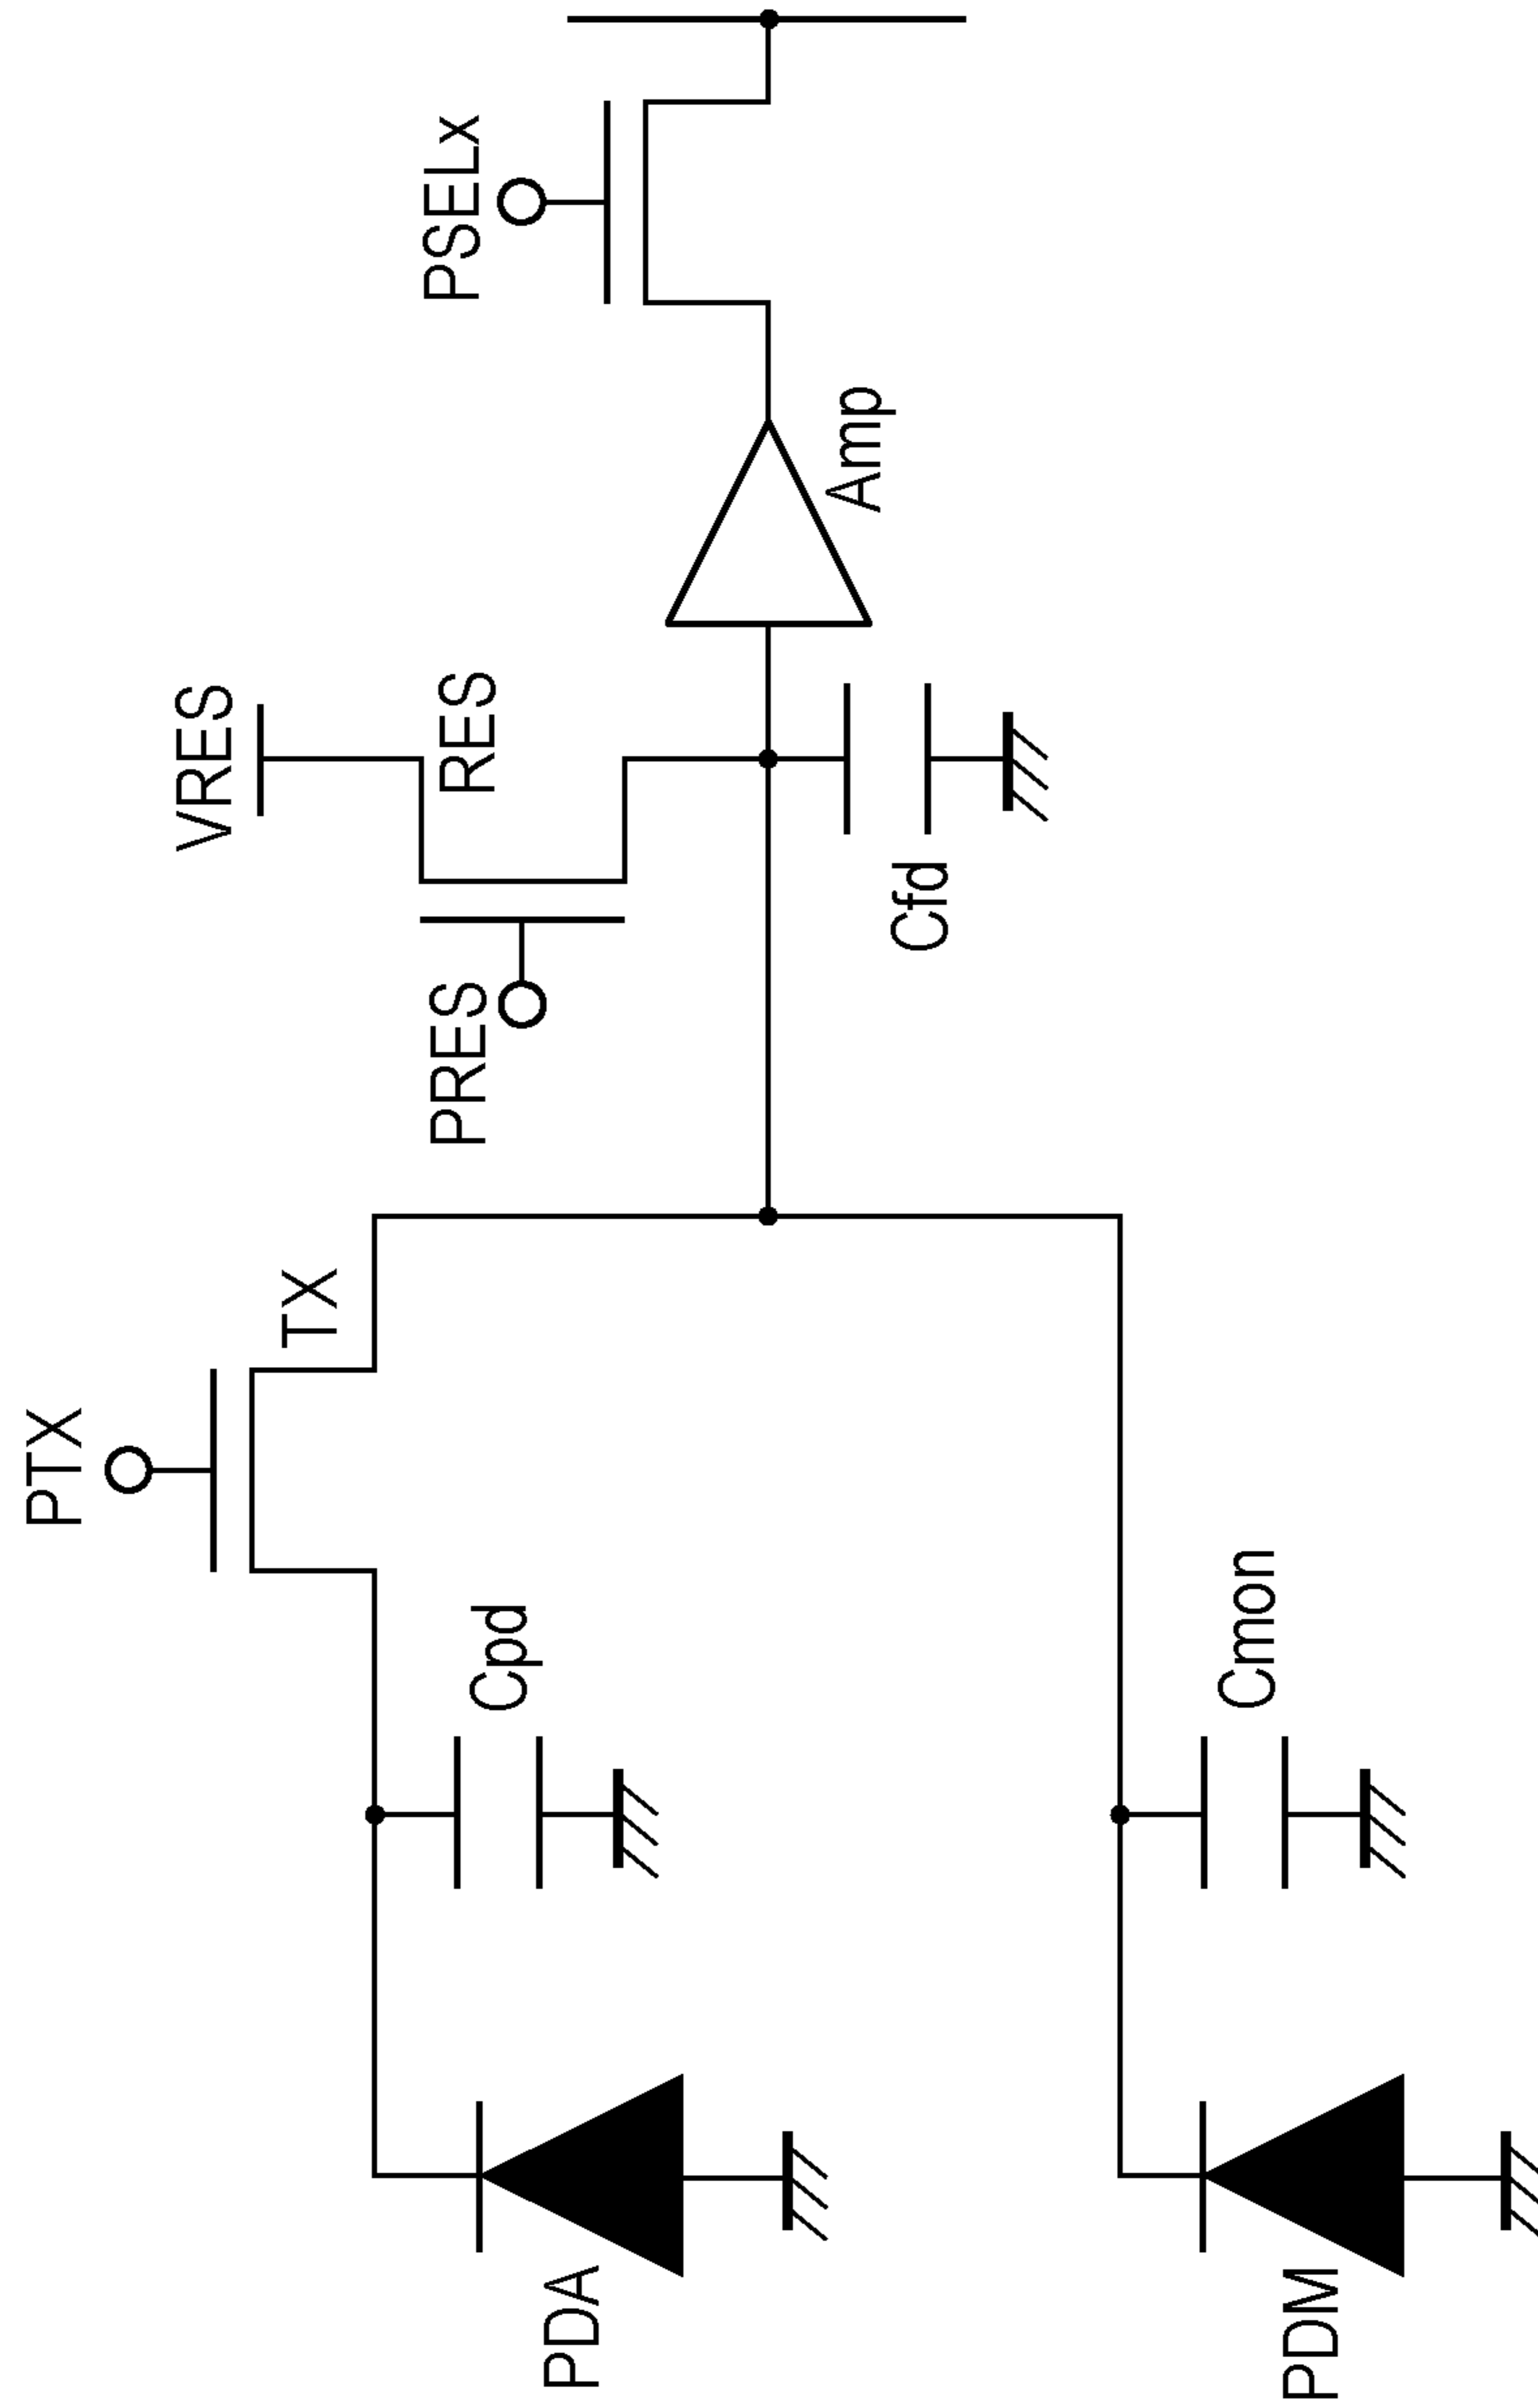 PTX
TX
VRES
RES
PRES
PSELx
Cpd
Cfd
Amp
PDA
Cmon
PDM